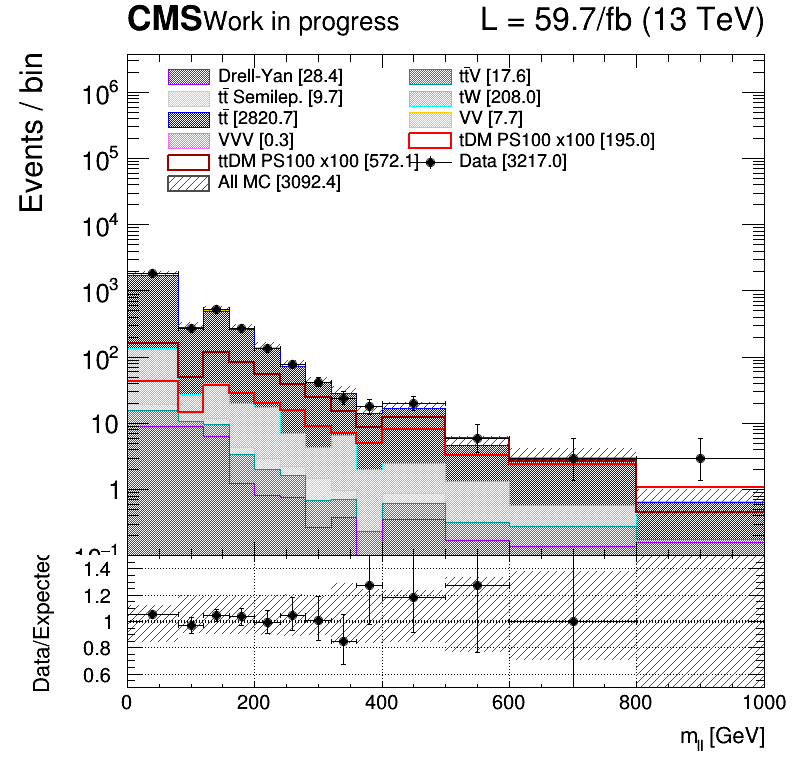 CMS Work in progress L = 59.7/fb (13 TeV)
Events / bin
Drell-Yan [28.4] tt̄V [17.6]
tt̄ Semilep. [9.7] tW [208.0]
tt̄ [2820.7] VV [7.7]
VVV [0.3] tDM PS100 x100 [195.0]
ttDM PS100 x100 [572.1] Data [3217.0]
All MC [3092.4]
10⁶
10⁵
10⁴
10³
10²
10
1
10⁻¹
Data/Expected
1.4
1.2
1
0.8
0.6
0 200 400 600 800 1000
m_ll [GeV]